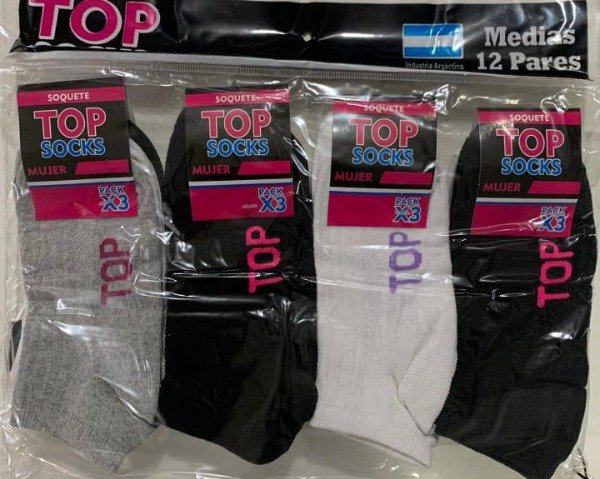 TOP
SOCKS
Industria Argentina
Medias
12 Pares
SOQUETE
TOP
SOCKS
MUJER
PACK
X3
TOP
SOQUETE
TOP
SOCKS
MUJER
PACK
X3
TOP
SOQUETE
TOP
SOCKS
MUJER
PACK
X3
TOP
SOQUETE
TOP
SOCKS
MUJER
PACK
X3
TOP